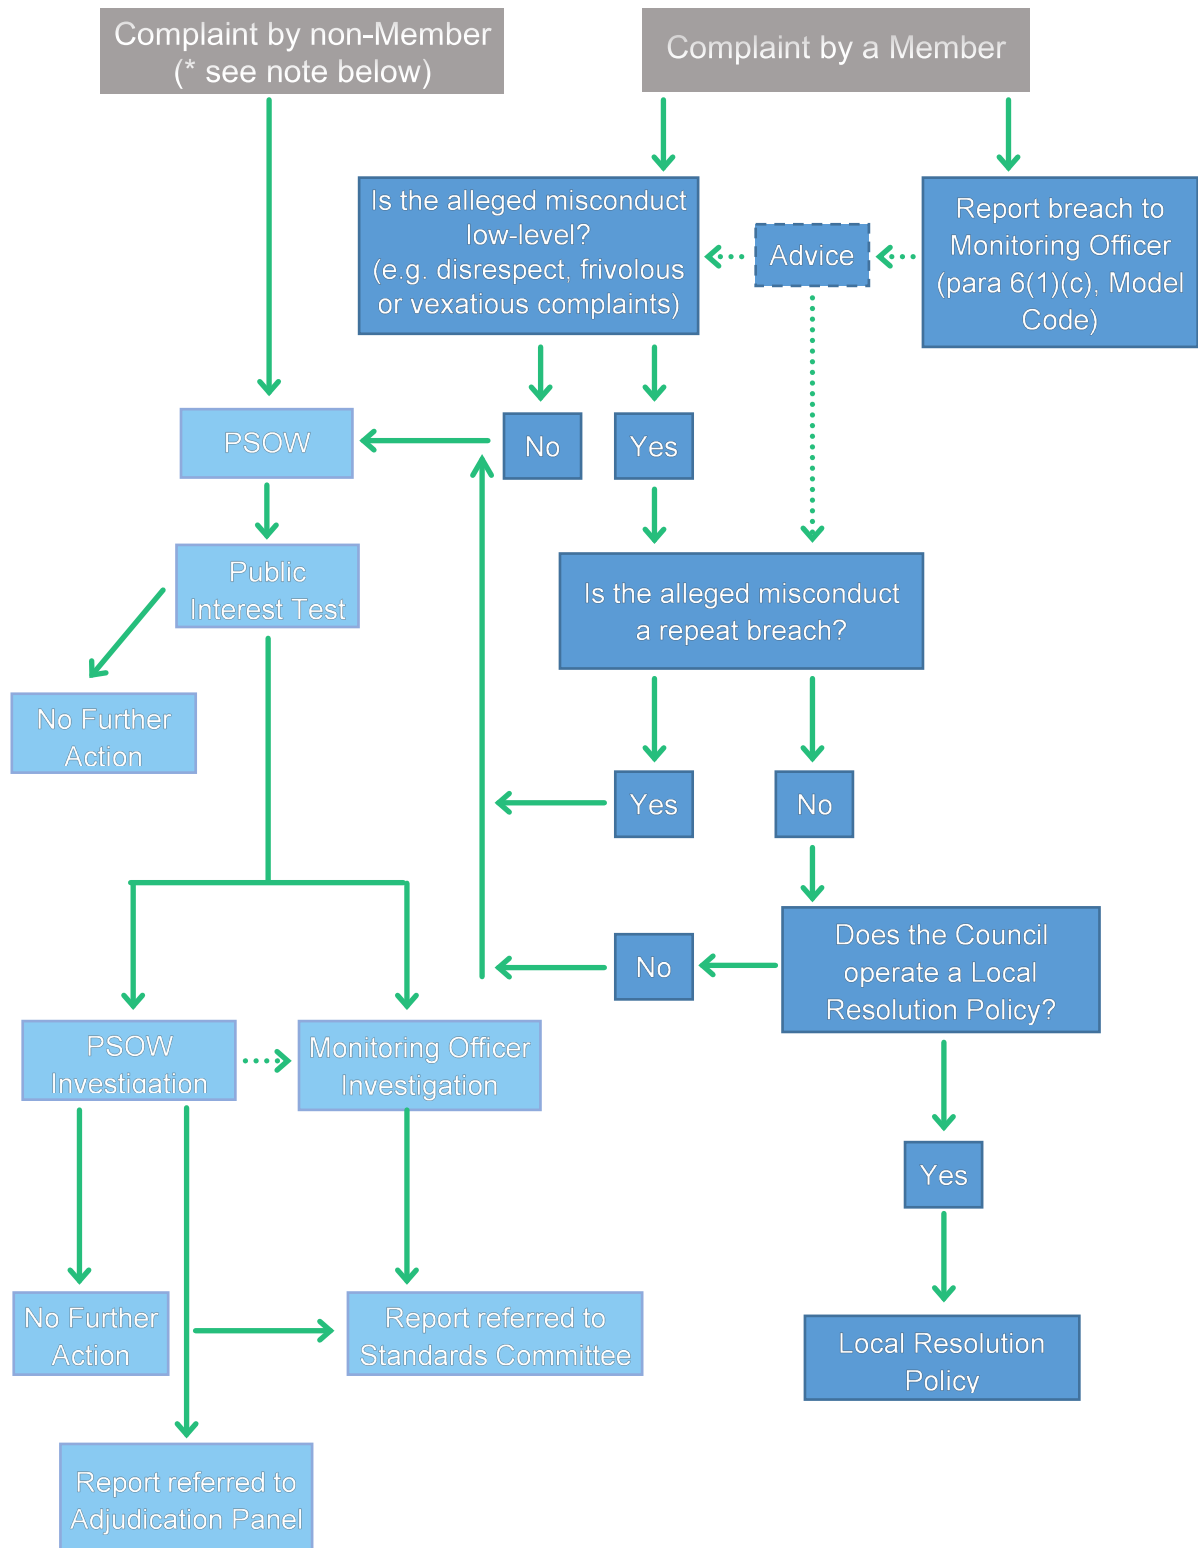 Complaint by non-Member
(* see note below)
Complaint by a Member
Is the alleged misconduct
low-level?
(e.g. disrespect, frivolous
or vexatious complaints)
Advice
Report breach to
Monitoring Officer
(para 6(1)(c), Model
Code)
PSOW
No
Yes
Public
Interest Test
Is the alleged misconduct
a repeat breach?
No Further
Action
Yes
No
Does the Council
operate a Local
Resolution Policy?
No
PSOW
Investigation
Monitoring Officer
Investigation
Yes
No Further
Action
Report referred to
Standards Committee
Local Resolution
Policy
Report referred to
Adjudication Panel